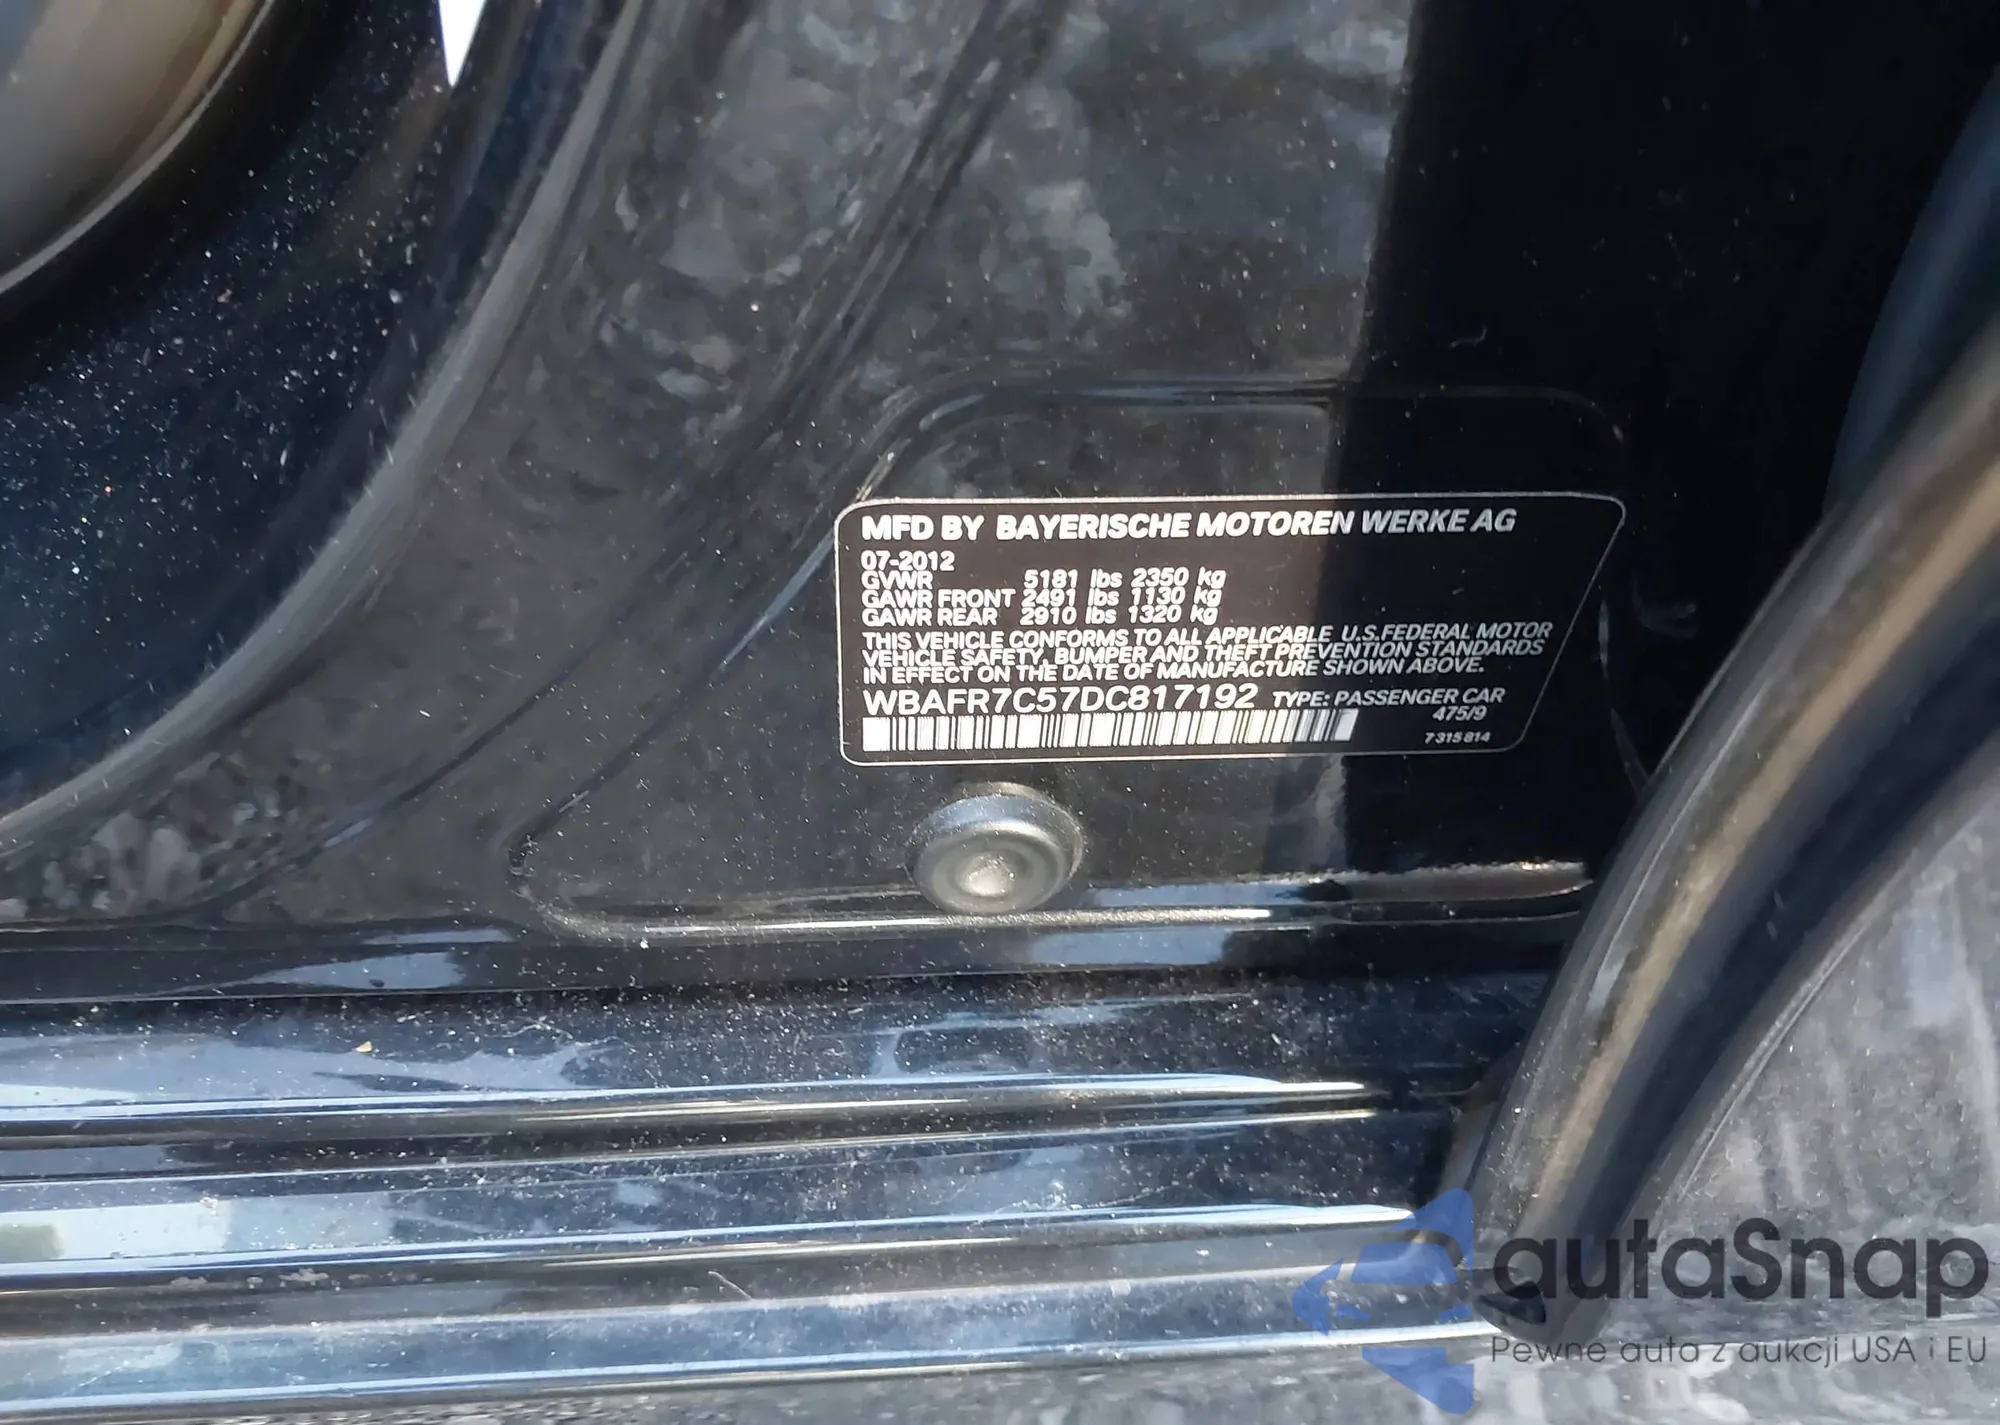 MFD BY BAYERISCHE MOTOREN WERKE AG
07-2012
GVWR 5181 lbs 2350 kg
GAWR FRONT 2491 lbs 1130 kg
GAWR REAR 2910 lbs 1320 kg
THIS VEHICLE CONFORMS TO ALL APPLICABLE U.S.FEDERAL MOTOR
VEHICLE SAFETY, BUMPER AND THEFT PREVENTION STANDARDS
IN EFFECT ON THE DATE OF MANUFACTURE SHOWN ABOVE.
WBAFR7C57DC817192 TYPE: PASSENGER CAR
475/9
7 315 814
autaSnap
Pewne auta z aukcji USA i EU